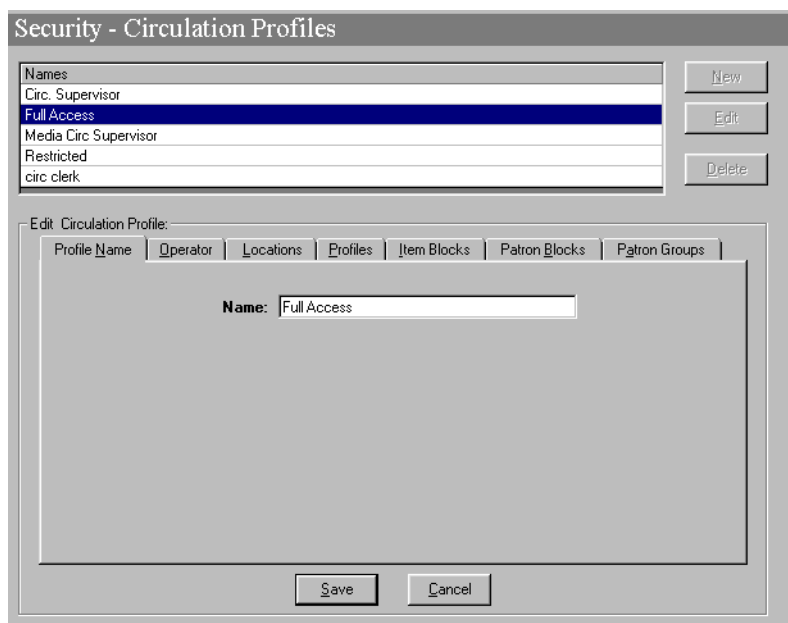 Security - Circulation Profiles
Names
Circ. Supervisor
Full Access
Media Circ Supervisor
Restricted
circ clerk
New
Edit
Delete
Edit Circulation Profile:
Profile Name Operator Locations Profiles Item Blocks Patron Blocks Patron Groups
Name: Full Access
Save Cancel